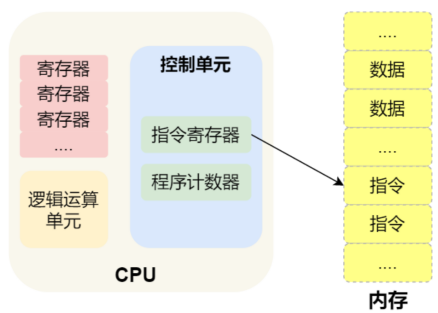 寄存器
寄存器
寄存器
....
逻辑运算
单元
控制单元
指令寄存器
程序计数器
CPU
....
数据
数据
....
指令
指令
....
内存